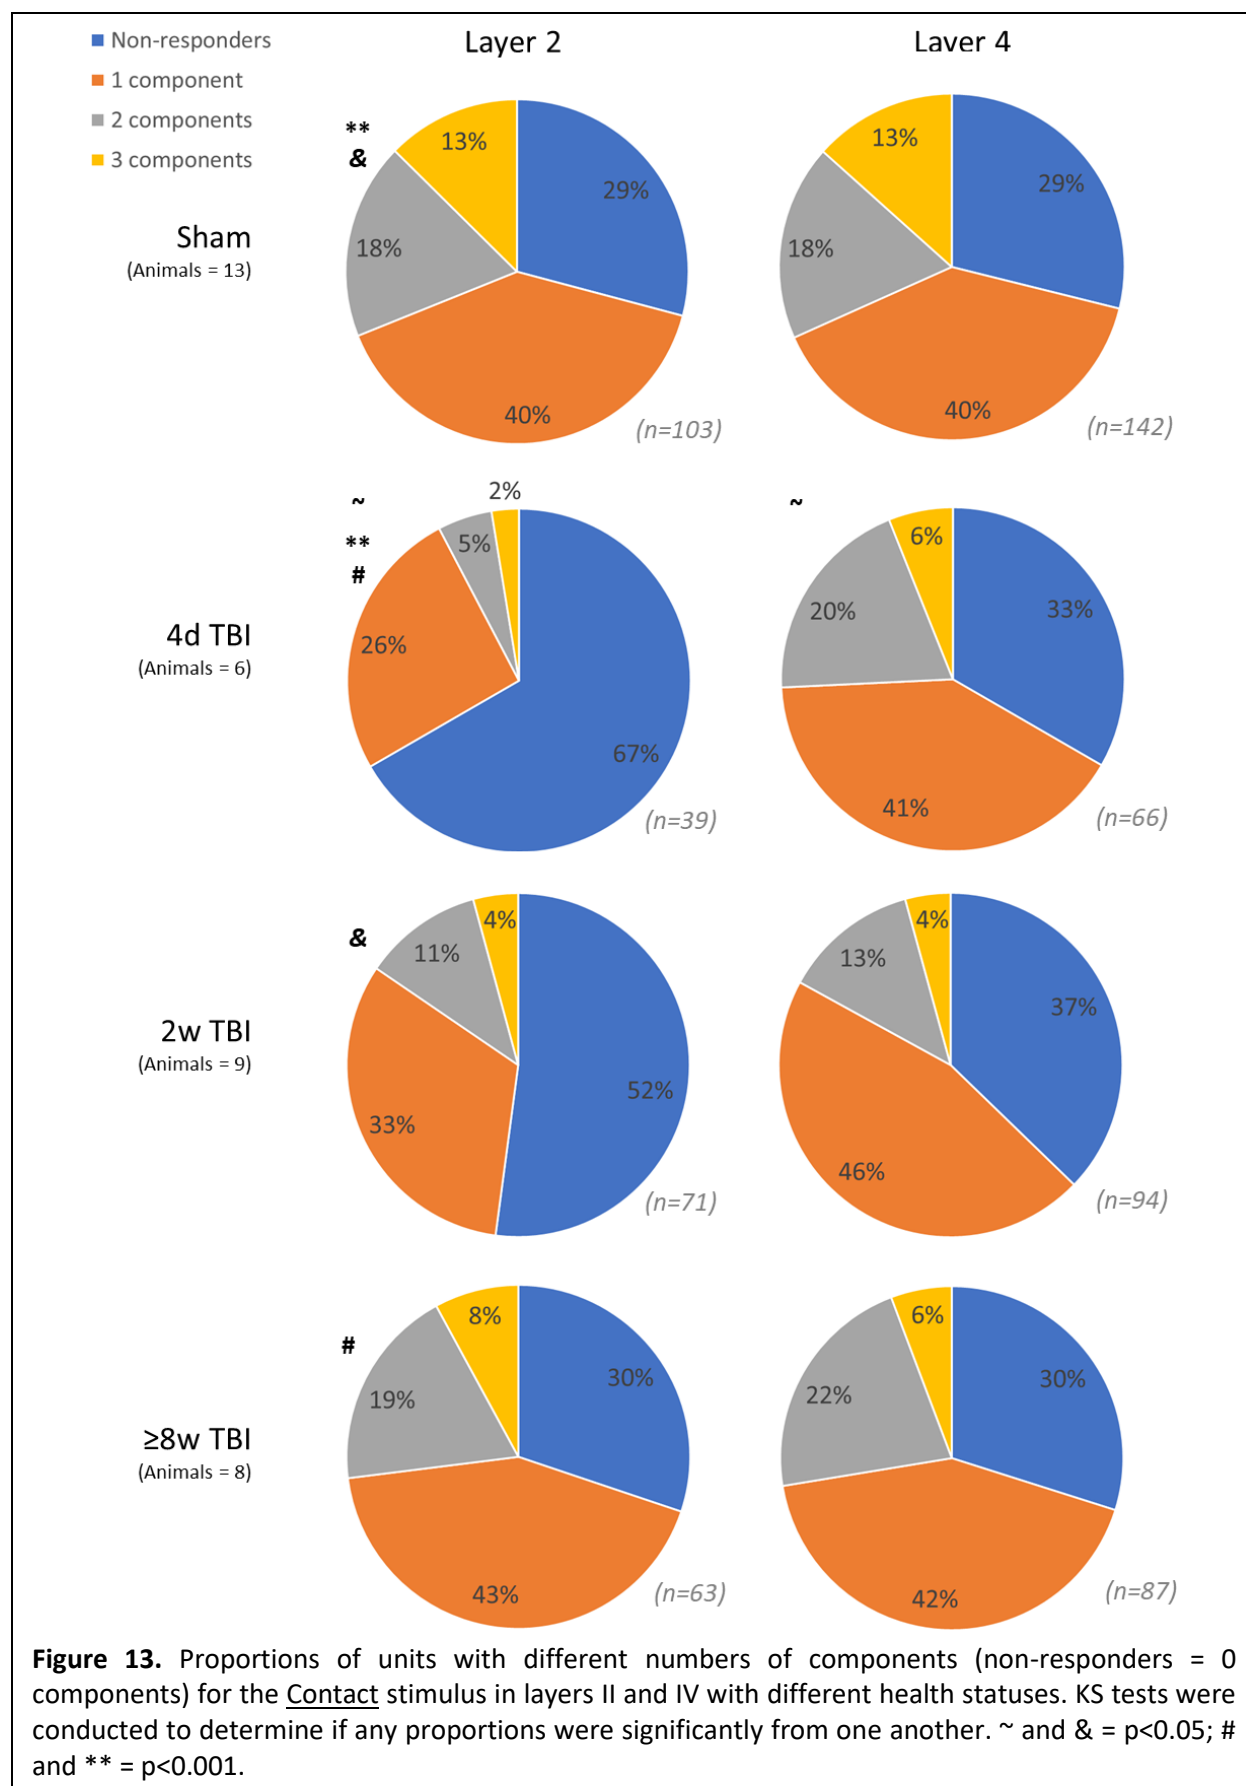 Non-responders
1 component
2 components
3 components
Layer 2
Layer 4
Sham
(Animals = 13)
**
&
13%
29%
18%
40%
(n=103)
13%
29%
18%
40%
(n=142)
4d TBI
(Animals = 6)
~
**
#
2%
5%
26%
67%
(n=39)
~
6%
20%
33%
41%
(n=66)
2w TBI
(Animals = 9)
&
4%
11%
33%
52%
(n=71)
4%
13%
37%
46%
(n=94)
≥8w TBI
(Animals = 8)
#
8%
19%
30%
43%
(n=63)
6%
22%
30%
42%
(n=87)
Figure 13. Proportions of units with different numbers of components (non-responders = 0
components) for the Contact stimulus in layers II and IV with different health statuses. KS tests were
conducted to determine if any proportions were significantly from one another. ~ and & = p<0.05; #
and ** = p<0.001.